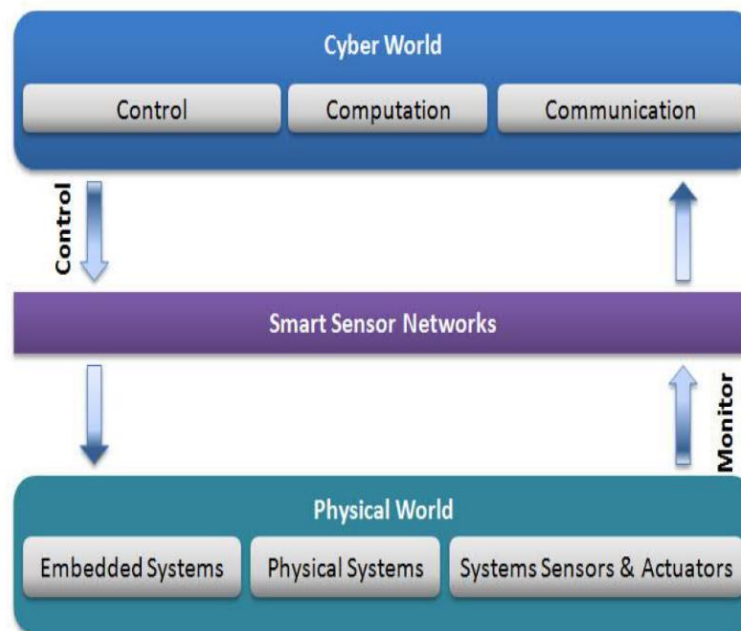 Cyber World
Control
Computation
Communication
Control
Smart Sensor Networks
Monitor
Physical World
Embedded Systems
Physical Systems
Systems Sensors & Actuators